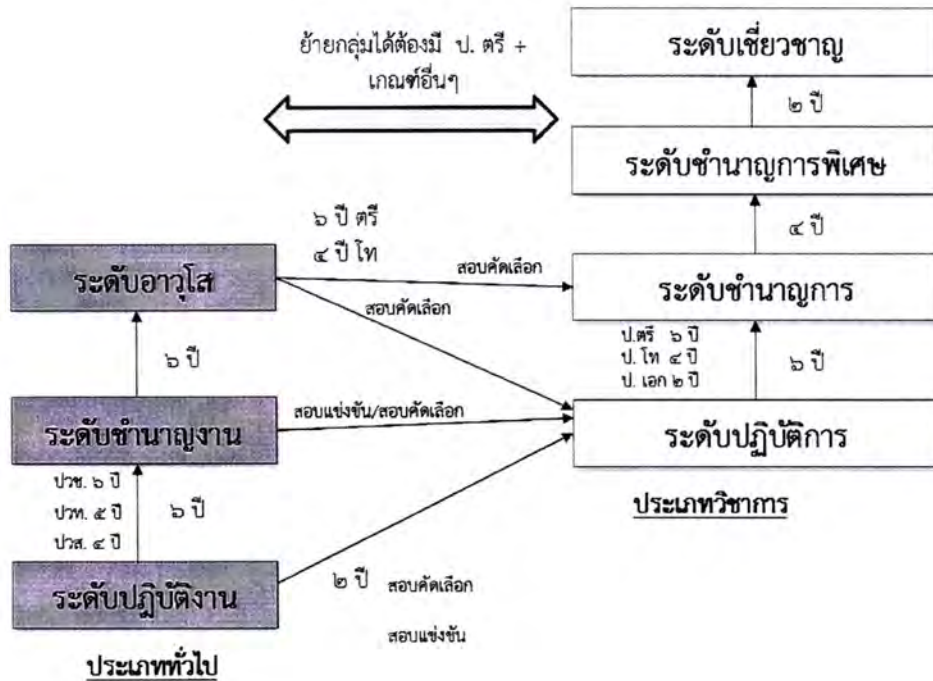 ย้ายกลุ่มได้ต้องมี ป. ตรี +
เกณฑ์อื่นๆ
ระดับเชี่ยวชาญ
๒ ปี
ระดับชำนาญการพิเศษ
๔ ปี
๖ ปี ตรี
๔ ปี โท
ระดับอาวุโส
สอบคัดเลือก
สอบคัดเลือก
ระดับชำนาญการ
๖ ปี
ป.ตรี ๖ ปี
ป. โท ๔ ปี
ป. เอก ๒ ปี
๖ ปี
ระดับชำนาญงาน
สอบแข่งขัน/สอบคัดเลือก
ระดับปฏิบัติการ
ปวช. ๖ ปี
ปวท. ๕ ปี
ปวส. ๔ ปี
๖ ปี
ประเภทวิชาการ
ระดับปฏิบัติงาน
๒ ปี สอบคัดเลือก
สอบแข่งขัน
ประเภททั่วไป